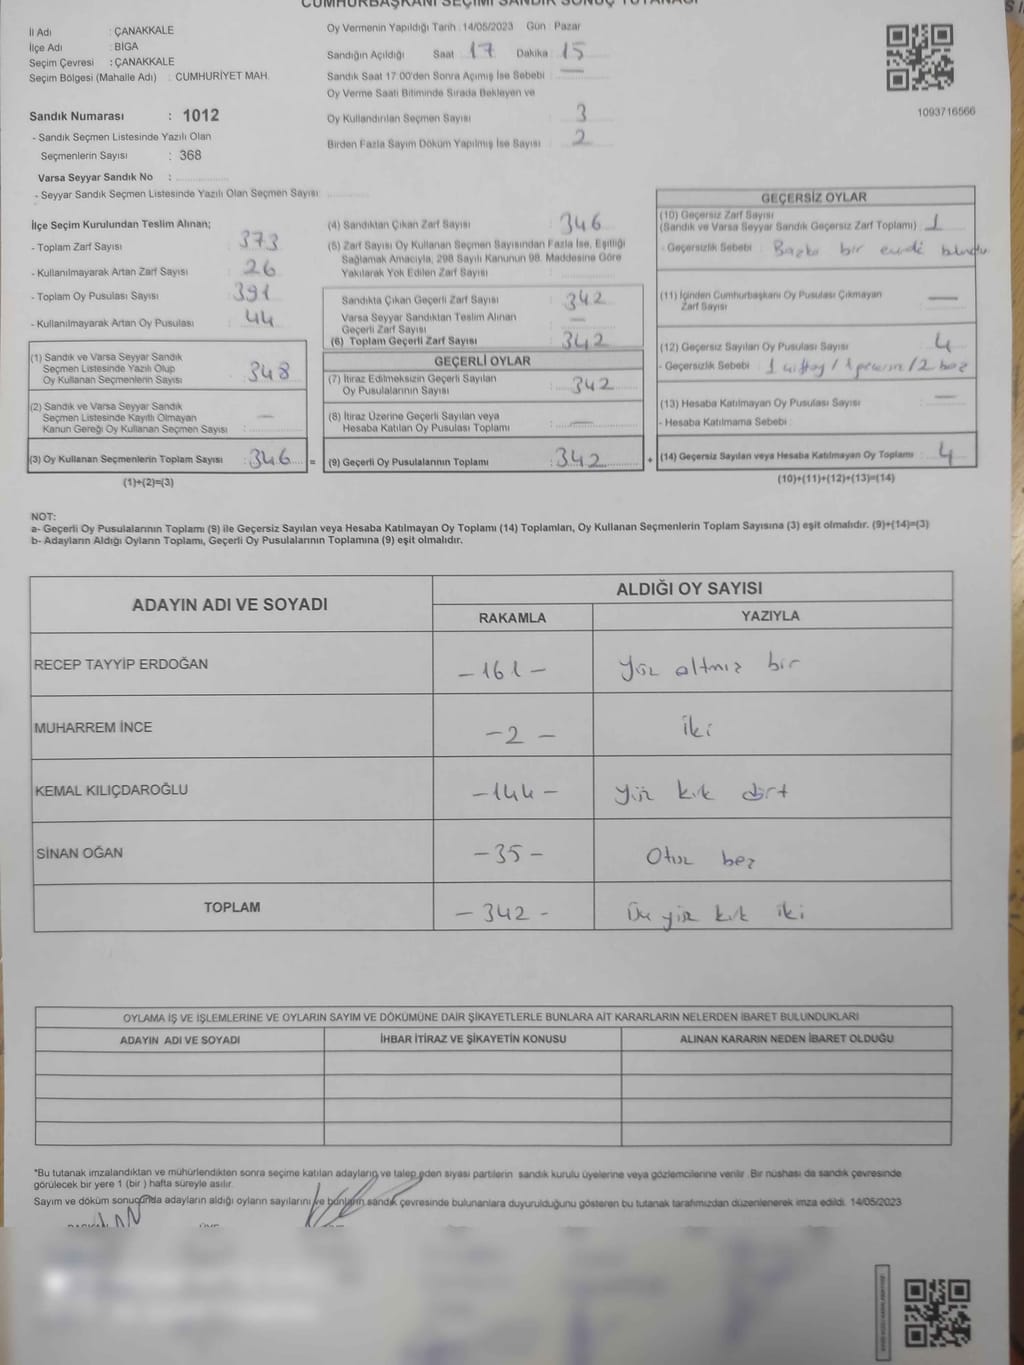 CUMHURBAŞKANI SEÇİMİ SANDIK SONUÇ TUTANAĞI
İl Adı : ÇANAKKALE
İlçe Adı : BİGA
Seçim Çevresi : ÇANAKKALE
Seçim Bölgesi (Mahalle Adı) : CUMHURİYET MAH.
Sandık Numarası : 1012
- Sandık Seçmen Listesinde Yazılı Olan
Seçmenlerin Sayısı : 368
Varsa Seyyar Sandık No :
- Seyyar Sandık Seçmen Listesinde Yazılı Olan Seçmen Sayısı:
Oy Vermenin Yapıldığı Tarih : 14/05/2023 Gün : Pazar
Sandığın Açıldığı Saat 17 Dakika 15
Sandık Saat 17 00'den Sonra Açımış İse Sebebi : —
Oy Verme Saati Bitiminde Sırada Bekleyen ve
Oy Kullandırılan Seçmen Sayısı : 3
Birden Fazla Sayım Döküm Yapılmış İse Sayısı : 2
1093716566
İlçe Seçim Kurulundan Teslim Alınan;
- Toplam Zarf Sayısı : 373
- Kullanılmayarak Artan Zarf Sayısı : 26
- Toplam Oy Pusulası Sayısı : 391
- Kullanılmayarak Artan Oy Pusulası : 44
(1) Sandık ve Varsa Seyyar Sandık
Seçmen Listesinde Yazılı Olup
Oy Kullanan Seçmenlerin Sayısı : 348
(2) Sandık ve Varsa Seyyar Sandık
Seçmen Listesinde Kayıtlı Olmayan
Kanun Gereği Oy Kullanan Seçmen Sayısı : —
(3) Oy Kullanan Seçmenlerin Toplam Sayısı : 346 =
(1)+(2)=(3)
(4) Sandıktan Çıkan Zarf Sayısı : 346
(5) Zarf Sayısı Oy Kullanan Seçmen Sayısından Fazla İse, Eşitliği
Sağlamak Amacıyla, 298 Sayılı Kanunun 98. Maddesine Göre
Yakılarak Yok Edilen Zarf Sayısı :
Sandıkta Çıkan Geçerli Zarf Sayısı : 342
Varsa Seyyar Sandıktan Teslim Alınan
Geçerli Zarf Sayısı : —
(6) Toplam Geçerli Zarf Sayısı : 342
GEÇERLİ OYLAR
(7) İtiraz Edilmeksizin Geçerli Sayılan
Oy Pusulalarının Sayısı : 342
(8) İtiraz Üzerine Geçerli Sayılan veya
Hesaba Katılan Oy Pusulası Toplamı : —
(9) Geçerli Oy Pusulalarının Toplamı : 342 +
GEÇERSİZ OYLAR
(10) Geçersiz Zarf Sayısı
(Sandık ve Varsa Seyyar Geçersiz Zarf Toplamı) : 1
- Geçersizlik Sebebi : bir
(11) İçinden Cumhurbaşkanı Oy Pusulası Çıkmayan
Zarf Sayısı : —
(12) Geçersiz Sayılan Oy Pusulası Sayısı : 4
- Geçersizlik Sebebi : 1 / 1 / 2
(13) Hesaba Katılmayan Oy Pusulası Sayısı : —
- Hesaba Katılmama Sebebi :
(14) Geçersiz Sayılan veya Hesaba Katılmayan Oy Toplamı : 4
(10)+(11)+(12)+(13)=(14)
NOT:
a- Geçerli Oy Pusulalarının Toplamı (9) ile Geçersiz Sayılan veya Hesaba Katılmayan Oy Toplamı (14) Toplamları, Oy Kullanan Seçmenlerin Toplam Sayısına (3) eşit olmalıdır. (9)+(14)=(3)
b- Adayların Aldığı Oyların Toplamı, Geçerli Oy Pusulalarının Toplamına (9) eşit olmalıdır.
ADAYIN ADI VE SOYADI
ALDIĞI OY SAYISI
RAKAMLA YAZIYLA
RECEP TAYYİP ERDOĞAN -161- Yüz altmış bir
MUHARREM İNCE -2- iki
KEMAL KILIÇDAROĞLU -144- Yüz kırk dört
SİNAN OĞAN -35- Otuz beş
TOPLAM -342- Üç yüz kırk iki
OYLAMA İŞ VE İŞLEMLERİNE VE OYLARIN SAYIM VE DÖKÜMÜNE DAİR ŞİKAYETLERLE BUNLARA AİT KARARLARIN NELERDEN İBARET BULUNDUKLARI
ADAYIN ADI VE SOYADI İHBAR İTİRAZ VE ŞİKAYETİN KONUSU ALINAN KARARIN NEDEN İBARET OLDUĞU
*Bu tutanak imzalandıktan ve mühürlendikten sonra seçime katılan adayların ve talep eden siyasi partilerin sandık kurulu üyelerine veya gözlemcilerine verilir. Bir nüshası da sandık çevresinde
görülecek bir yere 1 (bir ) hafta süreyle asılır.
Sayım ve döküm sonucunda adayların aldığı oyların sayılarını ve bunların sandık çevresinde bulunanlara duyurulduğunu gösteren bu tutanak tarafımızdan düzenlenerek imza edildi. 14/05/2023